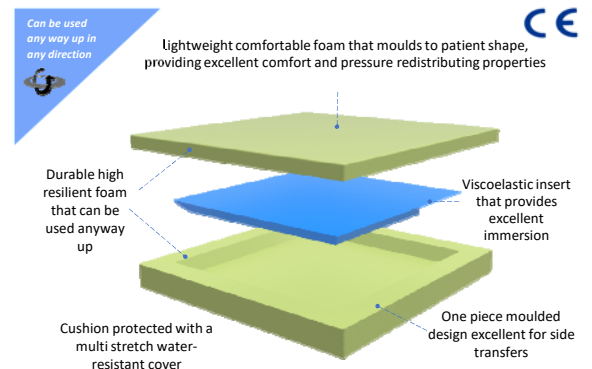 Can be used
any way up in
any direction
CE
Lightweight comfortable foam that moulds to patient shape,
providing excellent comfort and pressure redistributing properties
Durable high
resilient foam
that can be
used anyway
up
Viscoelastic insert
that provides
excellent
immersion
Cushion protected with a
multi stretch water-
resistant cover
One piece moulded
design excellent for side
transfers